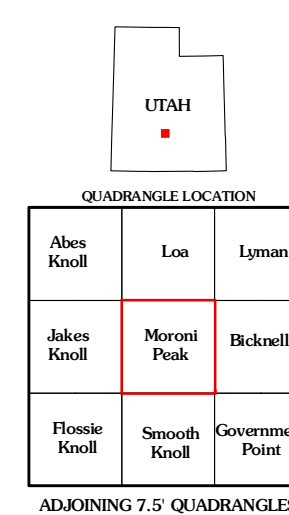 UTAH
QUADRANGLE LOCATION
Abes Knoll
Loa
Lyman
Jakes Knoll
Moroni Peak
Bicknell
Flossie Knoll
Smooth Knoll
Governme Point
ADJOINING 7.5' QUADRANGLES